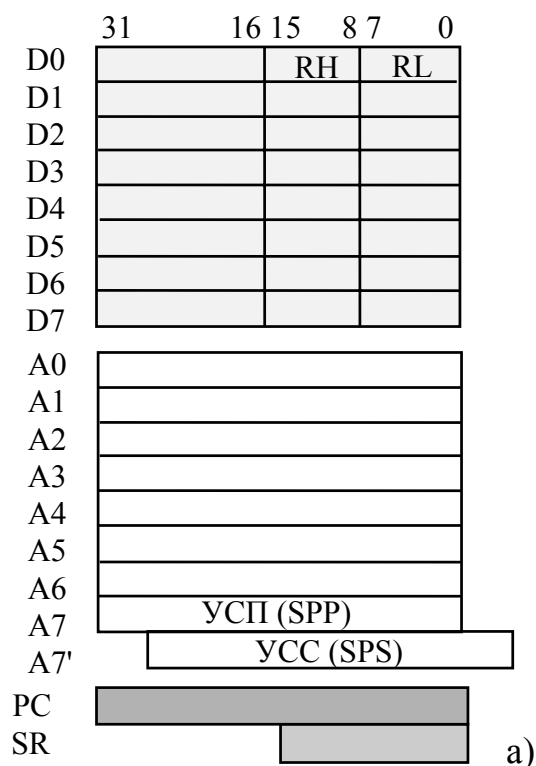 31 16 15 8 7 0
D0 RH RL
D1
D2
D3
D4
D5
D6
D7
A0
A1
A2
A3
A4
A5
A6
A7 УСП (SPP)
A7' УСС (SPS)
PC
SR а)